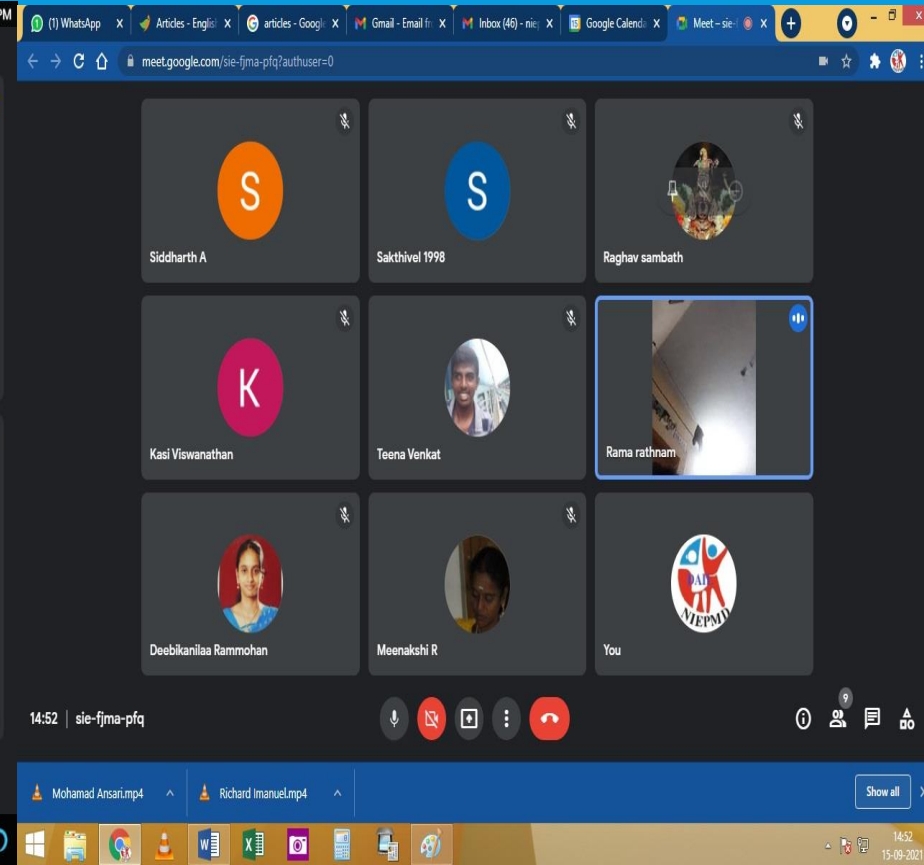 PM
(1) WhatsApp
Articles - Englis
articles - Google
Gmail - Email fr
Inbox (46) - nie
Google Calenda
Meet – sie-f
meet.google.com/sie-fjma-pfq?authuser=0
S
S
Siddharth A
Sakthivel 1998
Raghav sambath
K
Kasi Viswanathan
Teena Venkat
Rama rathnam
DAIL
NIEPMD
Deebikanilaa Rammohan
Meenakshi R
You
14:52 | sie-fjma-pfq
9
Mohamad Ansari.mp4
Richard Imanuel.mp4
Show all
14:52
15-09-2021